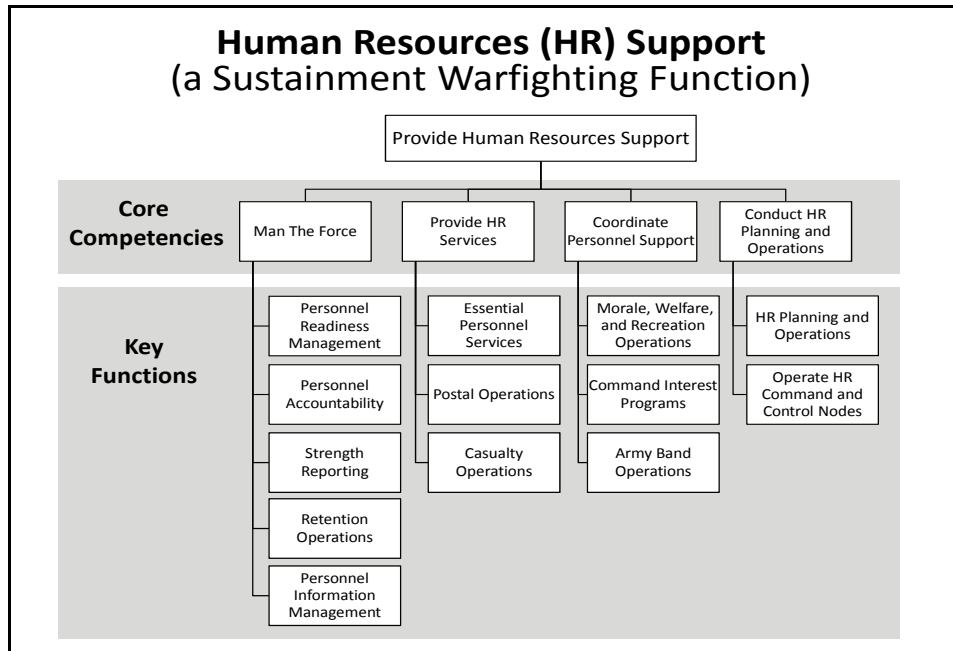 Human Resources (HR) Support
(a Sustainment Warfighting Function)
Provide Human Resources Support
Core
Competencies
Man The Force
Provide HR
Services
Coordinate
Personnel Support
Conduct HR
Planning and
Operations
Key
Functions
Personnel
Readiness
Management
Personnel
Accountability
Strength
Reporting
Retention
Operations
Personnel
Information
Management
Essential
Personnel
Services
Postal Operations
Casualty
Operations
Morale, Welfare,
and Recreation
Operations
Command Interest
Programs
Army Band
Operations
HR Planning and
Operations
Operate HR
Command and
Control Nodes